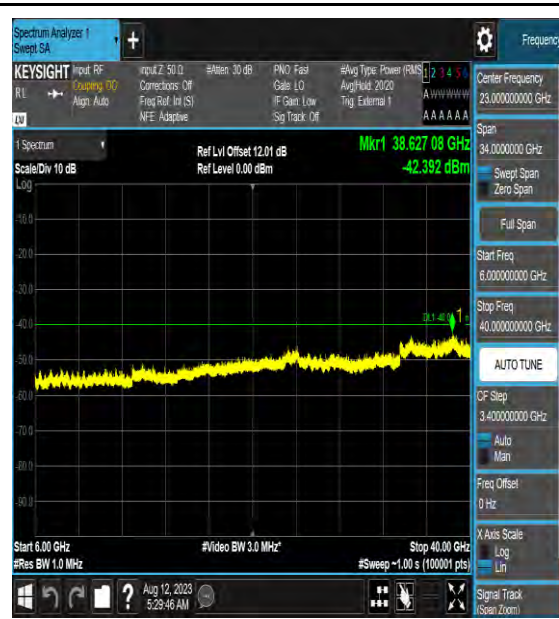 Spectrum Analyzer 1
Swept SA
+
Frequency
KEYSIGHT
Input: RF
Coupling: DC
Align: Auto
Input Z: 50 Ω
Corrections: Off
Freq Ref: Int (S)
NFE: Adaptive
#Atten: 30 dB
PNO: Fast
Gate: LO
IF Gain: Low
Sig Track: Off
#Avg Type: Power (RMS
Avg|Hold: 20/20
Trig: External 1
1 2 3 4 5 6
A W W W W W
A A A A A A
RL
LW
1 Spectrum
Scale/Div 10 dB
Log
Ref Lvl Offset 12.01 dB
Ref Level 0.00 dBm
Mkr1 38.627 08 GHz
-42.392 dBm
-10.0
-20.0
-30.0
-40.0
-50.0
-60.0
-70.0
-80.0
-90.0
1
Start 6.00 GHz
#Res BW 1.0 MHz
#Video BW 3.0 MHz*
Stop 40.00 GHz
#Sweep ~1.00 s (100001 pts)
Center Frequency
23.000000000 GHz
Span
34.0000000 GHz
Swept Span
Zero Span
Full Span
Start Freq
6.000000000 GHz
Stop Freq
40.000000000 GHz
AUTO TUNE
CF Step
3.400000000 GHz
Auto
Man
Freq Offset
0 Hz
X Axis Scale
Log
Lin
Signal Track
(Span Zoom)
?
Aug 12, 2023
5:29:46 AM